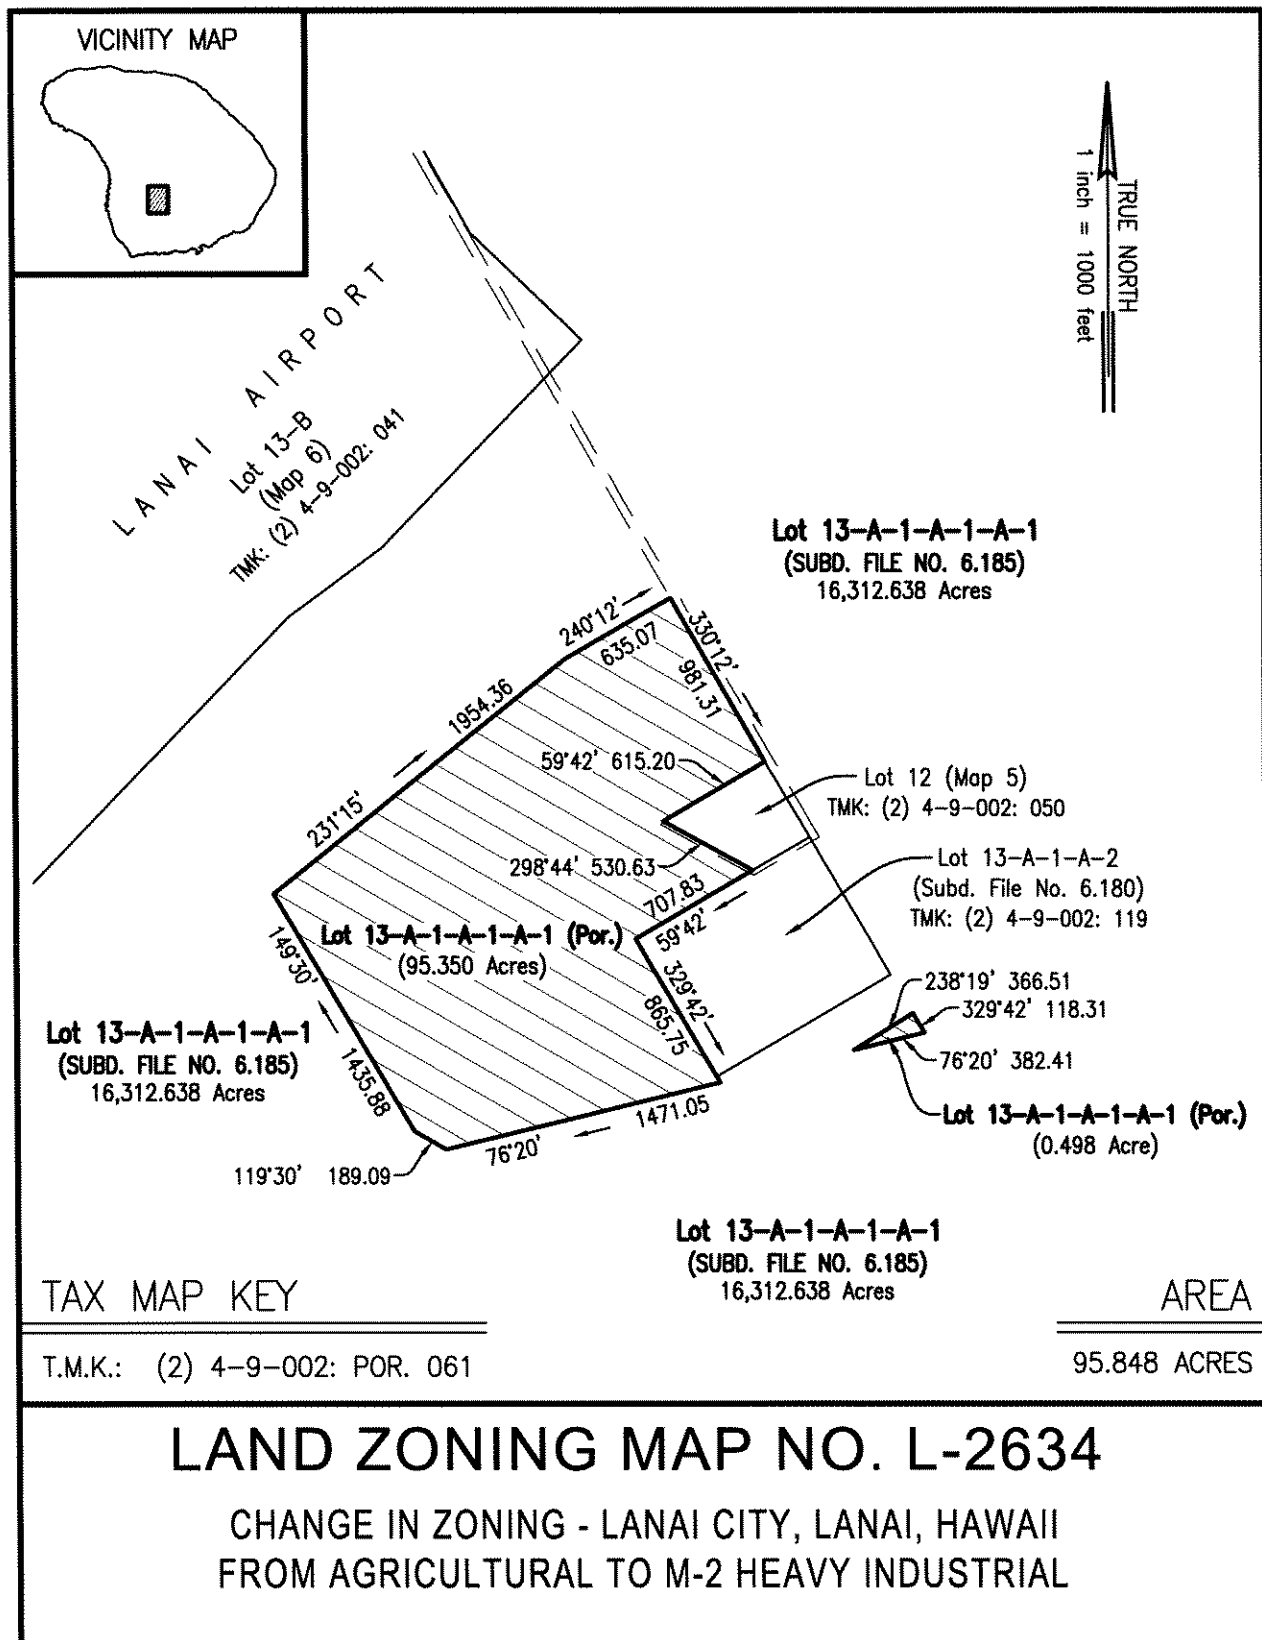 VICINITY MAP
TRUE NORTH
1 inch = 1000 feet
LANAI AIRPORT
Lot 13-B
(Map 6)
TMK: (2) 4-9-002: 041
Lot 13-A-1-A-1-A-1
(SUBD. FILE NO. 6.185)
16,312.638 Acres
240°12'
635.07
330°12'
981.31
1954.36
231°15'
59°42' 615.20
Lot 12 (Map 5)
TMK: (2) 4-9-002: 050
298°44' 530.63
Lot 13-A-1-A-2
(Subd. File No. 6.180)
TMK: (2) 4-9-002: 119
707.83
59°42'
Lot 13-A-1-A-1-A-1 (Por.)
(95.350 Acres)
149°30'
1435.88
329°42'
865.75
238°19' 366.51
329°42' 118.31
76°20' 382.41
Lot 13-A-1-A-1-A-1 (Por.)
(0.498 Acre)
Lot 13-A-1-A-1-A-1
(SUBD. FILE NO. 6.185)
16,312.638 Acres
1471.05
76°20'
119°30' 189.09
Lot 13-A-1-A-1-A-1
(SUBD. FILE NO. 6.185)
16,312.638 Acres
TAX MAP KEY
AREA
T.M.K.: (2) 4-9-002: POR. 061
95.848 ACRES
LAND ZONING MAP NO. L-2634
CHANGE IN ZONING - LANAI CITY, LANAI, HAWAII
FROM AGRICULTURAL TO M-2 HEAVY INDUSTRIAL